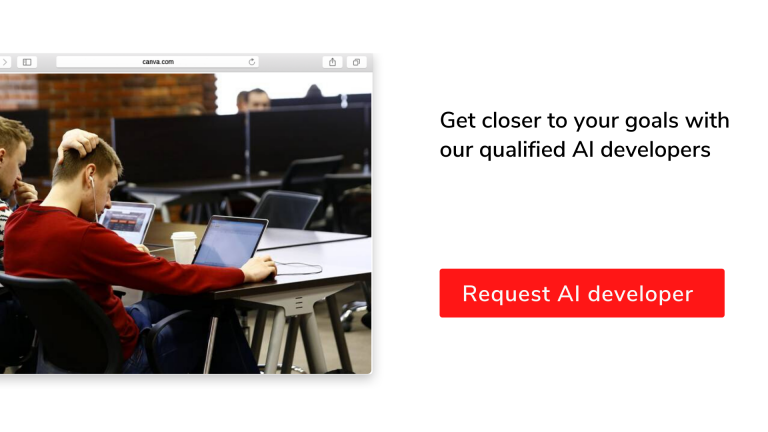 canva.com
Get closer to your goals with
our qualified AI developers
Request AI developer